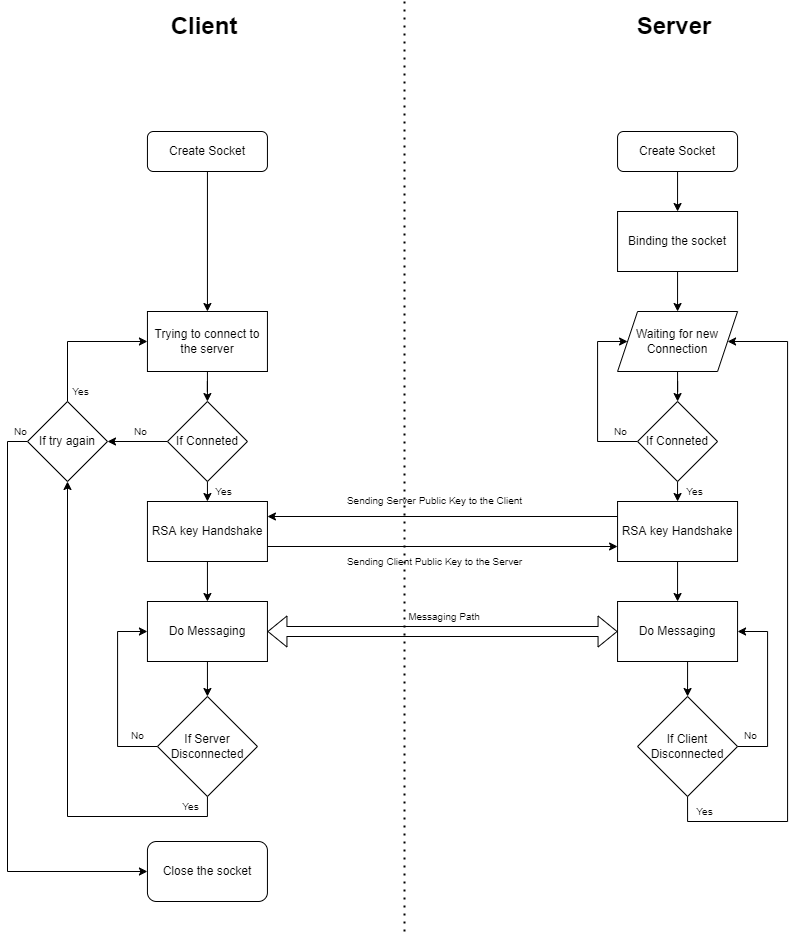 Client
Server
Create Socket
Create Socket
Binding the socket
Trying to connect to
the server
Waiting for new
Connection
Yes
No
If try again
No
If Conneted
No
If Conneted
Yes
Yes
Sending Server Public Key to the Client
RSA key Handshake
RSA key Handshake
Sending Client Public Key to the Server
Messaging Path
Do Messaging
Do Messaging
No
If Server
Disconnected
If Client
Disconnected
No
Yes
Yes
Close the socket